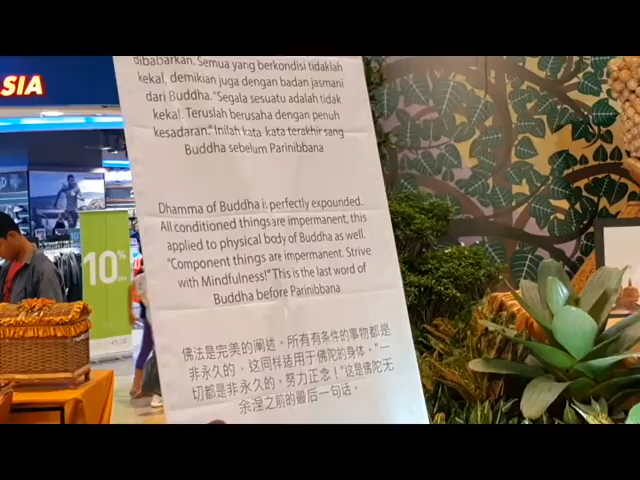 dibabarkan. Semua yang berkondisi tidaklah
kekal, demikian juga dengan badan jasmani
dari Buddha. "Segala sesuatu adalah tidak
kekal. Teruslah berusaha dengan penuh
kesadaran." Inilah kata-kata terakhir sang
Buddha sebelum Parinibbana
Dhamma of Buddha is perfectly expounded.
All conditioned things are impermanent, this
applied to physical body of Buddha as well.
"Component things are impermanent. Strive
with Mindfulness!" This is the last word of
Buddha before Parinibbana
佛法是完美的阐述，所有有条件的事物都是
非永久的，这同样适用于佛陀的身体。"一
切都是非永久的，努力正念！"这是佛陀无
余涅之前的最后一句话，
SIA
10%